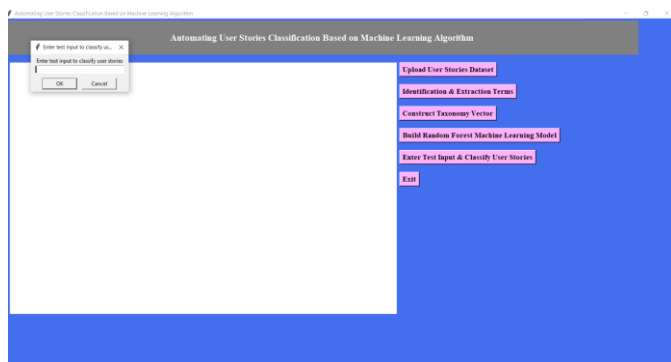 Automating User Stories Classification Based on Machine Learning Algorithm
Automating User Stories Classification Based on Machine Learning Algorithm
Enter test input to classify us...
Enter test input to classify user stories
OK
Cancel
Upload User Stories Dataset
Identification & Extraction Terms
Construct Taxonomy Vector
Build Random Forest Machine Learning Model
Enter Test Input & Classify User Stories
Exit